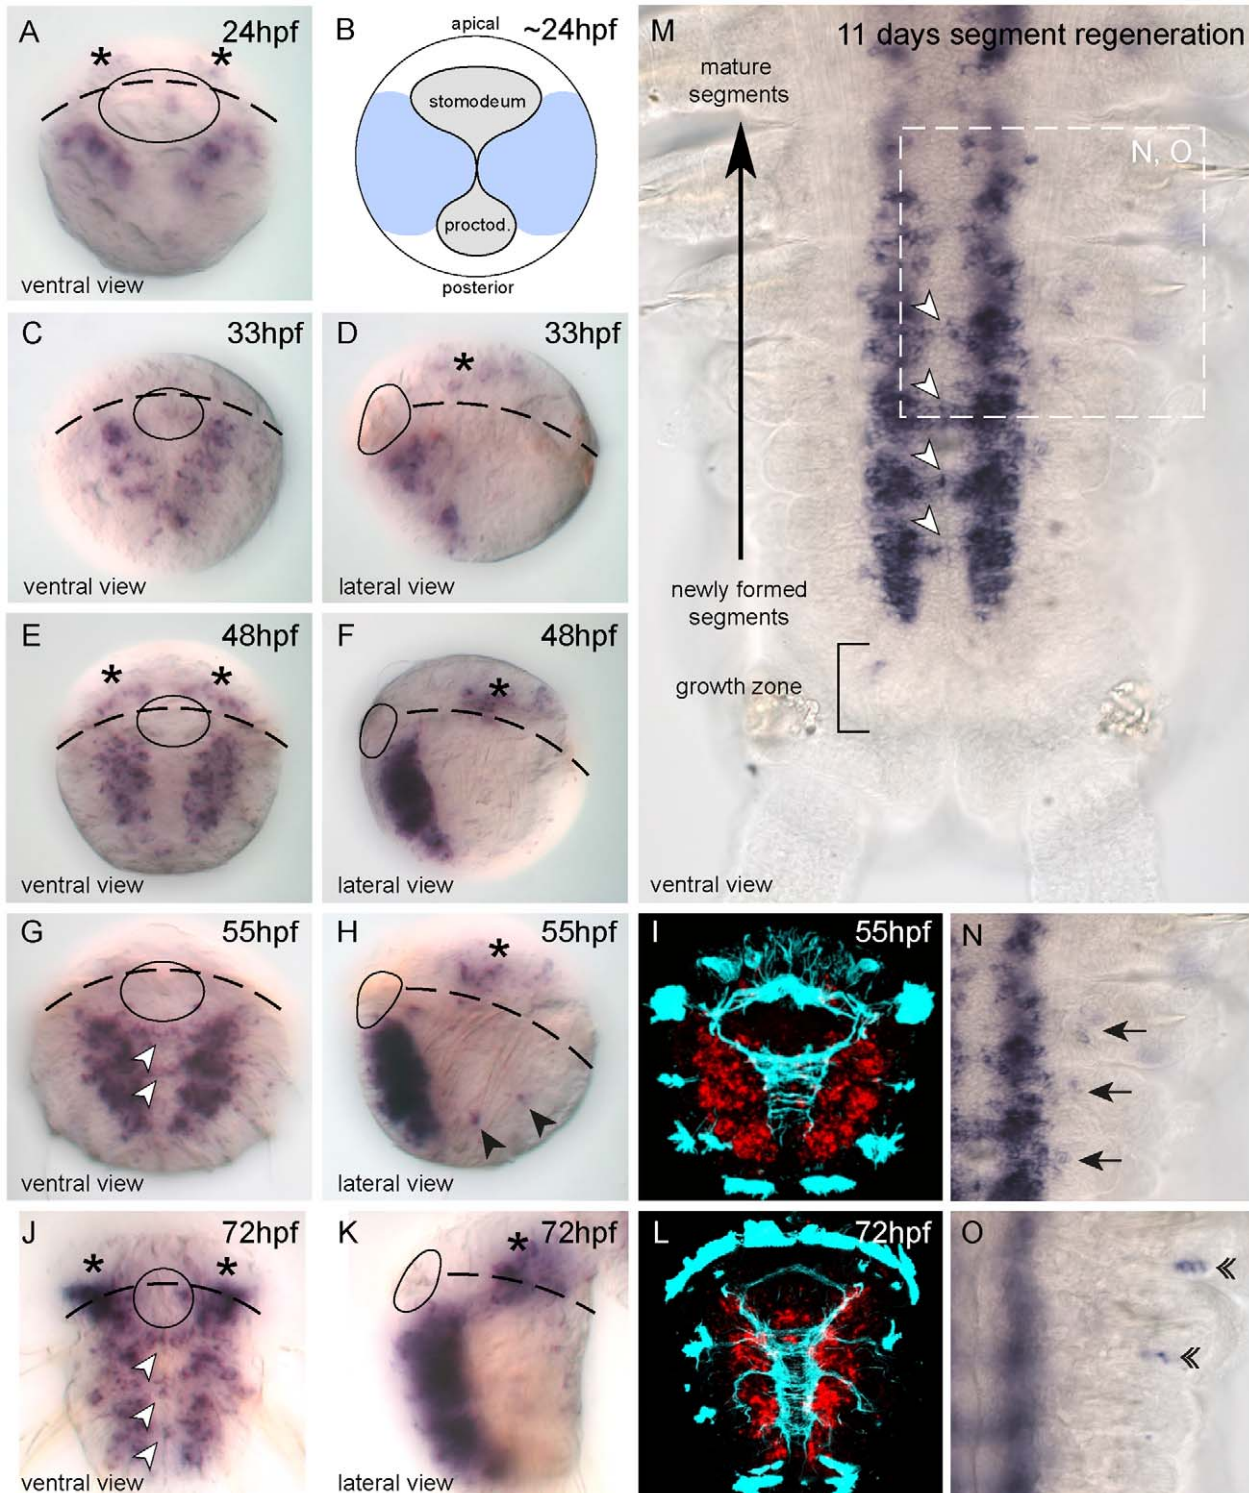 A 24hpf
* *
ventral view
B ~24hpf
apical
stomodeum
proctod.
posterior
C 33hpf
ventral view
D 33hpf
*
lateral view
E 48hpf
* *
ventral view
F 48hpf
*
lateral view
G 55hpf
ventral view
H 55hpf
*
lateral view
I 55hpf
J 72hpf
* *
ventral view
K 72hpf
*
lateral view
L 72hpf
M 11 days segment regeneration
mature
segments
N, O
newly formed
segments
growth zone
ventral view
N
O